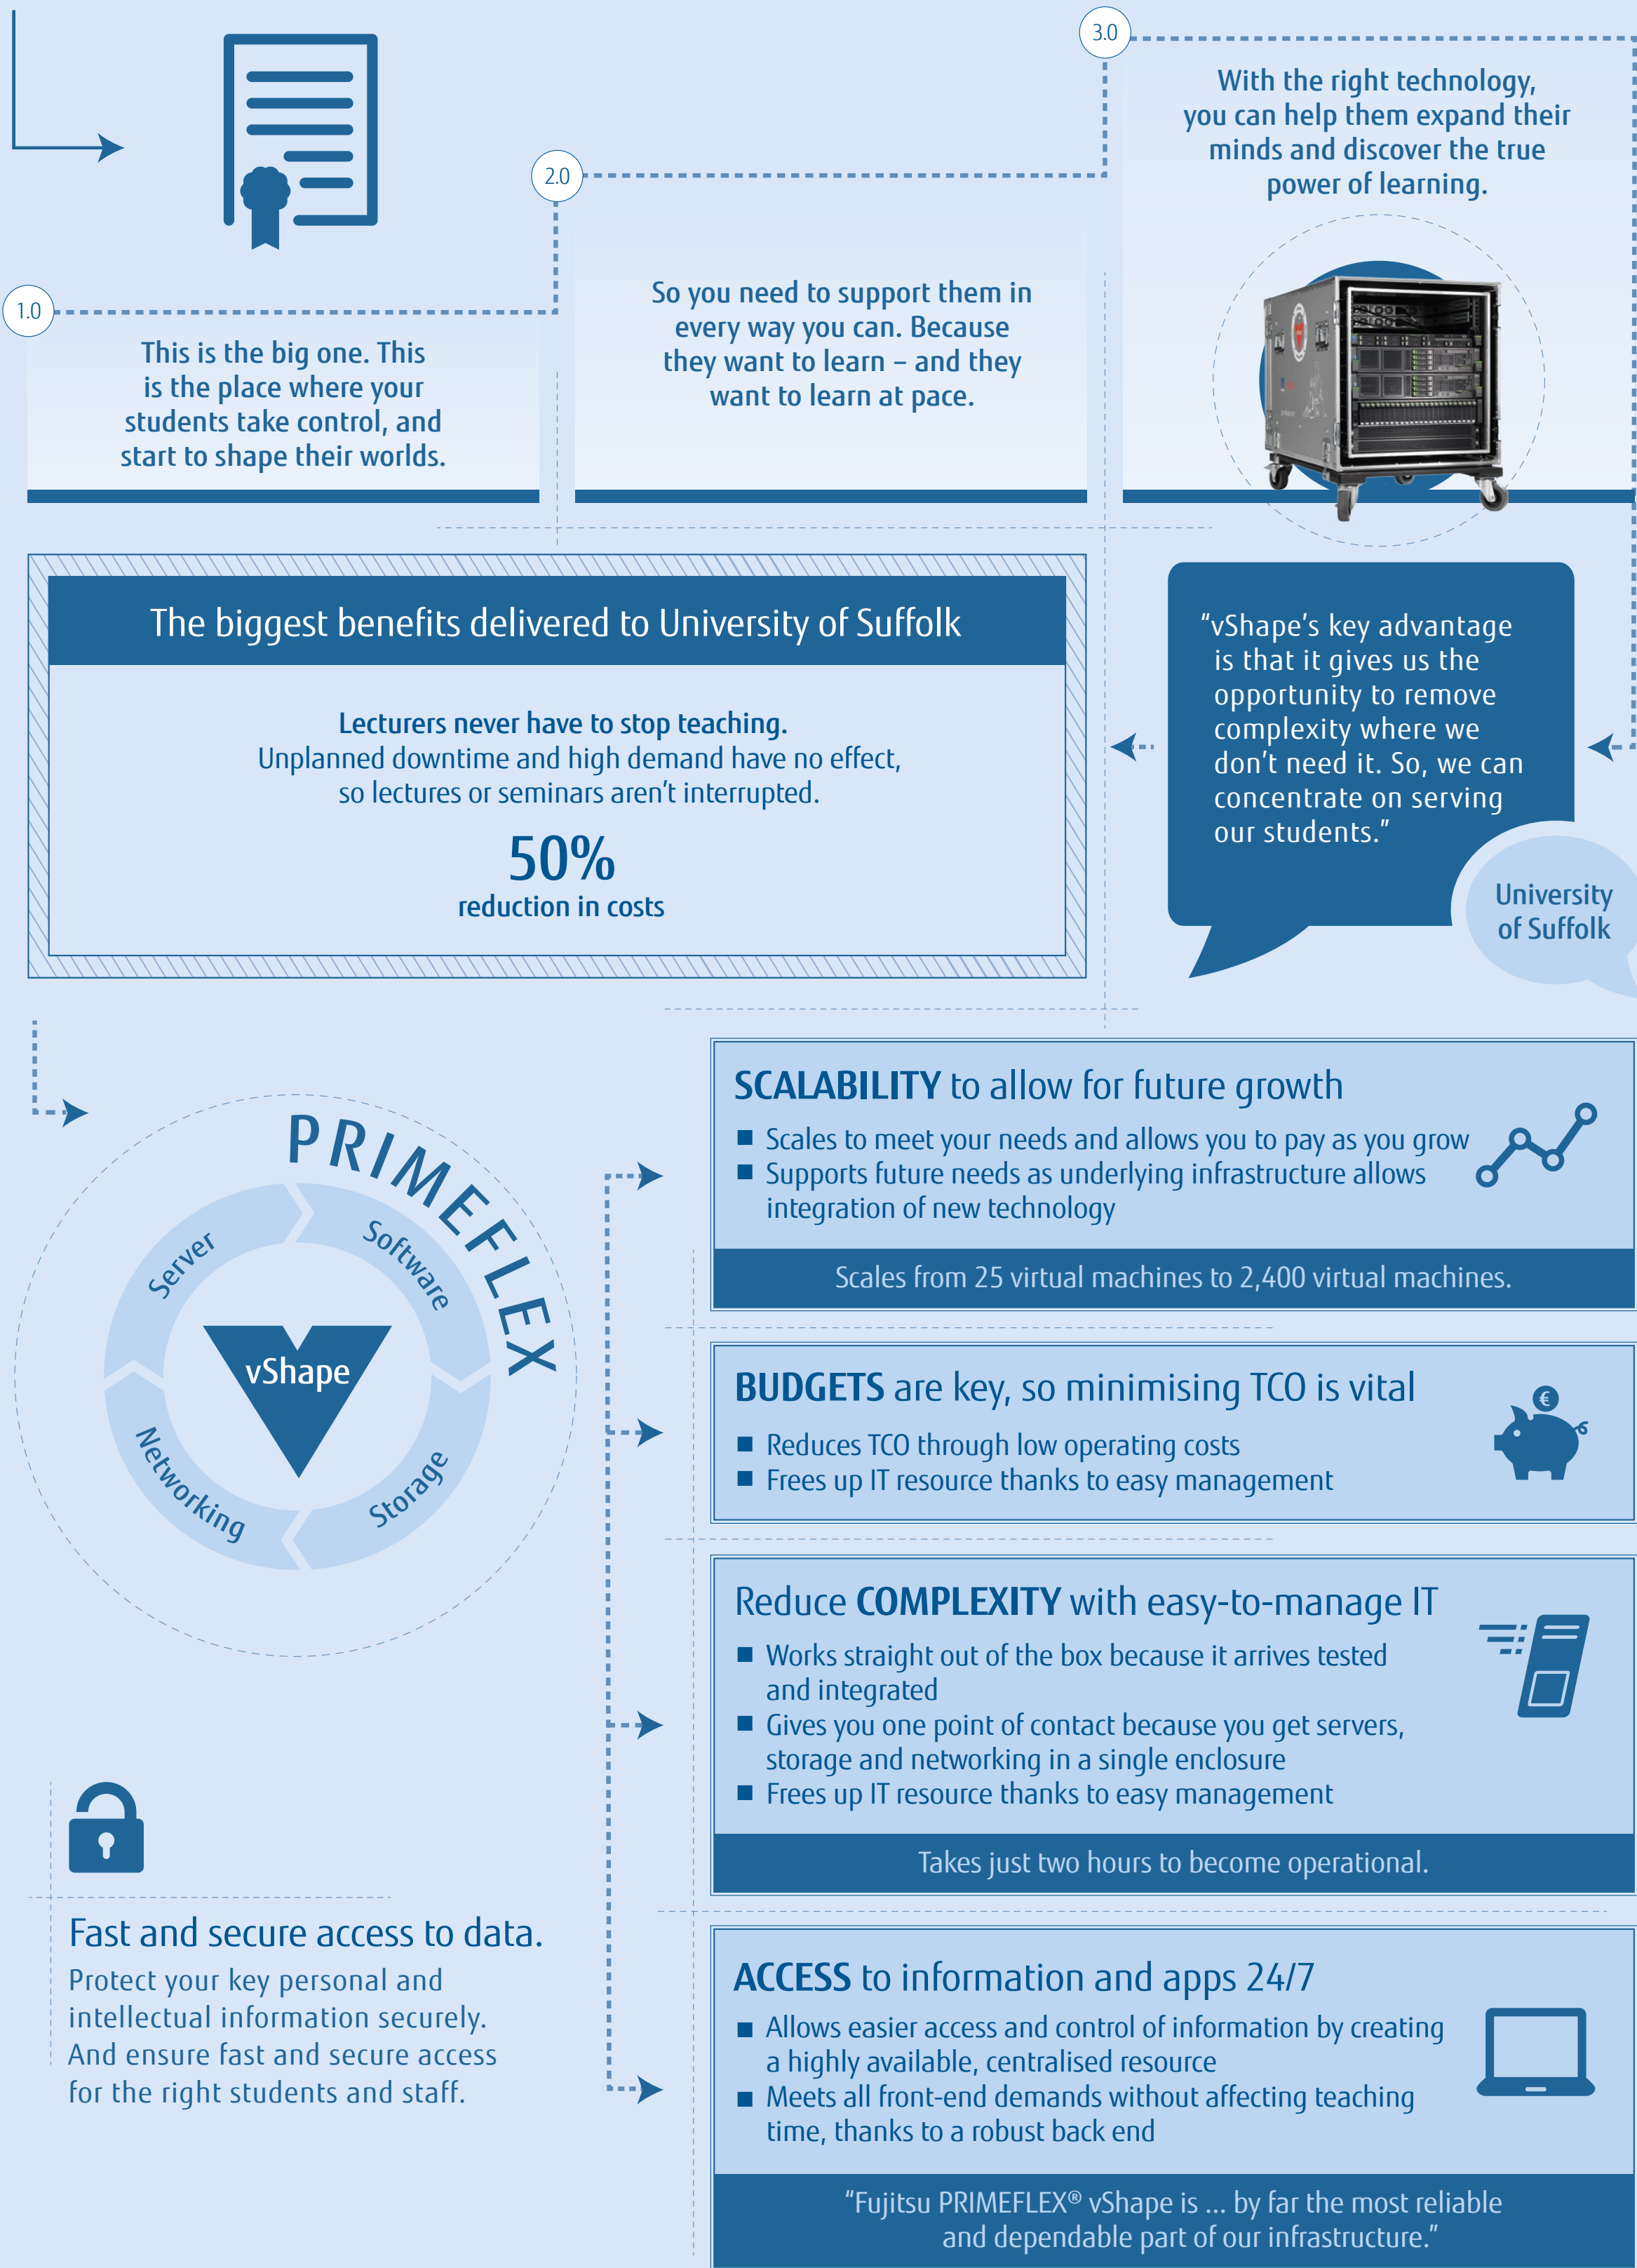 1.0
This is the big one. This
is the place where your
students take control, and
start to shape their worlds.
2.0
So you need to support them in
every way you can. Because
they want to learn – and they
want to learn at pace.
3.0
With the right technology,
you can help them expand their
minds and discover the true
power of learning.
The biggest benefits delivered to University of Suffolk
Lecturers never have to stop teaching.
Unplanned downtime and high demand have no effect,
so lectures or seminars aren’t interrupted.
50%
reduction in costs
“vShape’s key advantage
is that it gives us the
opportunity to remove
complexity where we
don’t need it. So, we can
concentrate on serving
our students.”
University
of Suffolk
PRIMEFLEX
Server
Software
Networking
Storage
vShape
SCALABILITY to allow for future growth
■ Scales to meet your needs and allows you to pay as you grow
■ Supports future needs as underlying infrastructure allows
integration of new technology
Scales from 25 virtual machines to 2,400 virtual machines.
BUDGETS are key, so minimising TCO is vital
■ Reduces TCO through low operating costs
■ Frees up IT resource thanks to easy management
€
Reduce COMPLEXITY with easy-to-manage IT
■ Works straight out of the box because it arrives tested
and integrated
■ Gives you one point of contact because you get servers,
storage and networking in a single enclosure
■ Frees up IT resource thanks to easy management
Takes just two hours to become operational.
Fast and secure access to data.
Protect your key personal and
intellectual information securely.
And ensure fast and secure access
for the right students and staff.
ACCESS to information and apps 24/7
■ Allows easier access and control of information by creating
a highly available, centralised resource
■ Meets all front-end demands without affecting teaching
time, thanks to a robust back end
“Fujitsu PRIMEFLEX® vShape is ... by far the most reliable
and dependable part of our infrastructure.”